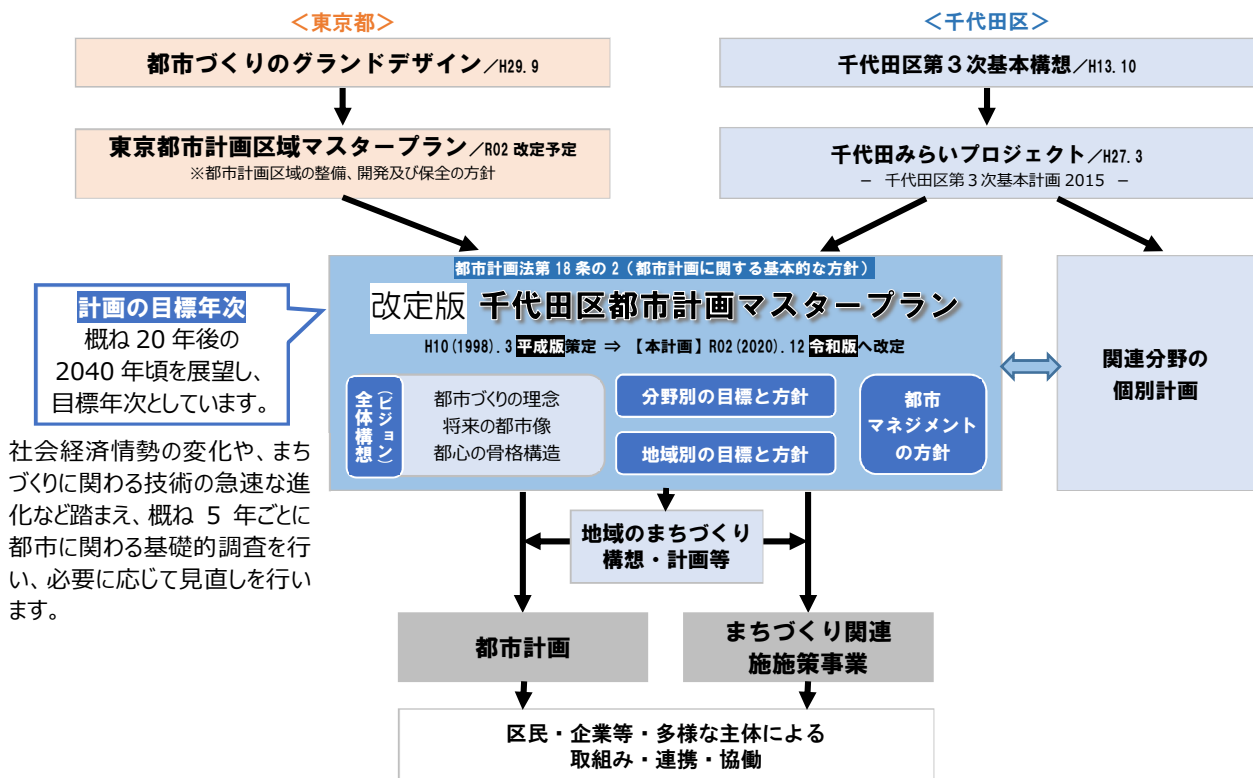 ＜東京都＞
都市づくりのグランドデザイン／H29.9
東京都市計画区域マスタープラン／R02 改定予定
※都市計画区域の整備、開発及び保全の方針
＜千代田区＞
千代田区第３次基本構想／H13.10
千代田みらいプロジェクト／H27.3
－ 千代田区第３次基本計画 2015 －
都市計画法第 18 条の 2（都市計画に関する基本的な方針）
改定版 千代田区都市計画マスタープラン
H10(1998).3 平成版策定 ⇒ 【本計画】R02(2020).12 令和版へ改定
全体構想
（ビジョン）
都市づくりの理念
将来の都市像
都心の骨格構造
分野別の目標と方針
地域別の目標と方針
都市
マネジメント
の方針
関連分野の
個別計画
計画の目標年次
概ね 20 年後の
2040 年頃を展望し、
目標年次としています。
社会経済情勢の変化や、まち
づくりに関わる技術の急速な進
化など踏まえ、概ね 5 年ごとに
都市に関わる基礎的調査を行
い、必要に応じて見直しを行い
ます。
地域のまちづくり
構想・計画等
都市計画
まちづくり関連
施施策事業
区民・企業等・多様な主体による
取組み・連携・協働